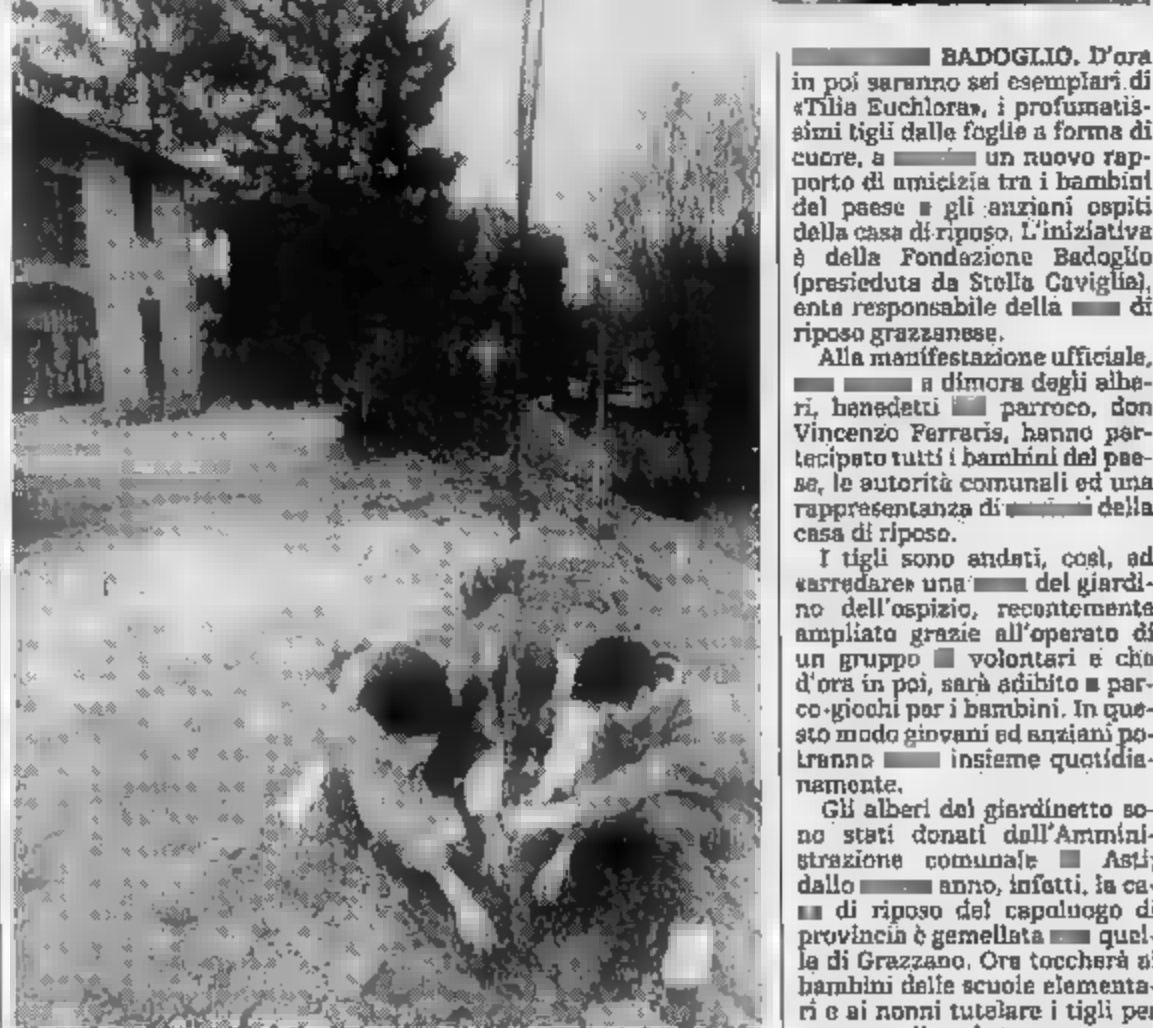 BADOGLIO. D'ora
in poi saranno sei esemplari di
«Tilia Euchlora», i profumatis-
simi tigli dalle foglie a forma di
cuore, a un nuovo rap-
porto di amicizia tra i bambini
del paese gli anziani ospiti
della casa di riposo. L'iniziativa
è della Fondazione Badoglio
(presieduta da Stella Caviglia),
ente responsabile della di
riposo grazzanese.
Alla manifestazione ufficiale,
a dimora degli albe-
ri, benedetti parroco, don
Vincenzo Ferraris, hanno par-
tecipato tutti i bambini del pae-
se, le autorità comunali ed una
rappresentanza di della
casa di riposo.
I tigli sono andati, così, ad
«arredare» una del giardi-
no dell'ospizio, recentemente
ampliato grazie all'operato di
un gruppo volontari e che
d'ora in poi, sarà adibito par-
co-giochi per i bambini. In que-
sto modo giovani ed anziani po-
tranno insieme quotidia-
namente.
Gli alberi del giardinetto so-
no stati donati dall'Ammini-
strazione comunale Asti;
dallo anno, infatti, la ca-
di riposo del capoluogo di
provincia è gemellata quel-
la di Grazzano. Ora toccherà ai
bambini delle scuole elementa-
ri e ai nonni tutelare i tigli per